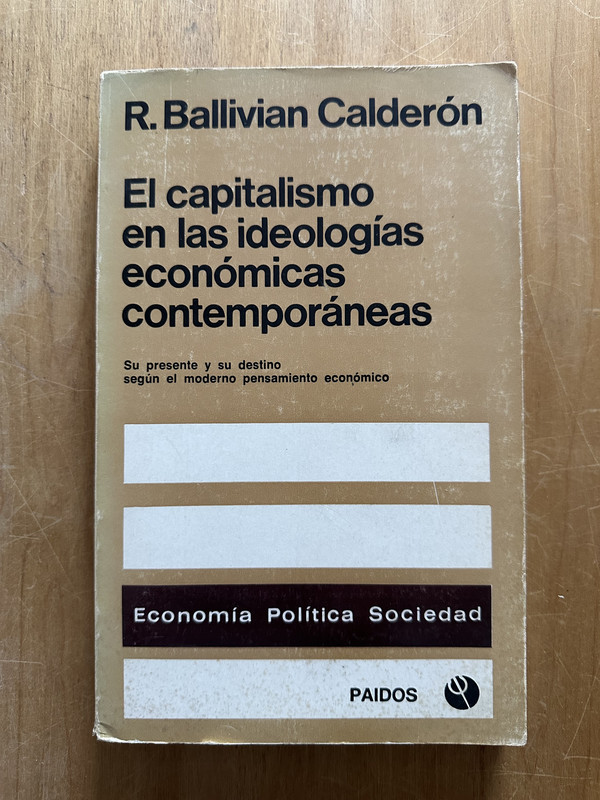 R. Ballivian Calderón
El capitalismo
en las ideologías
económicas
contemporáneas
Su presente y su destino
según el moderno pensamiento económico
Economía Política Sociedad
PAIDOS